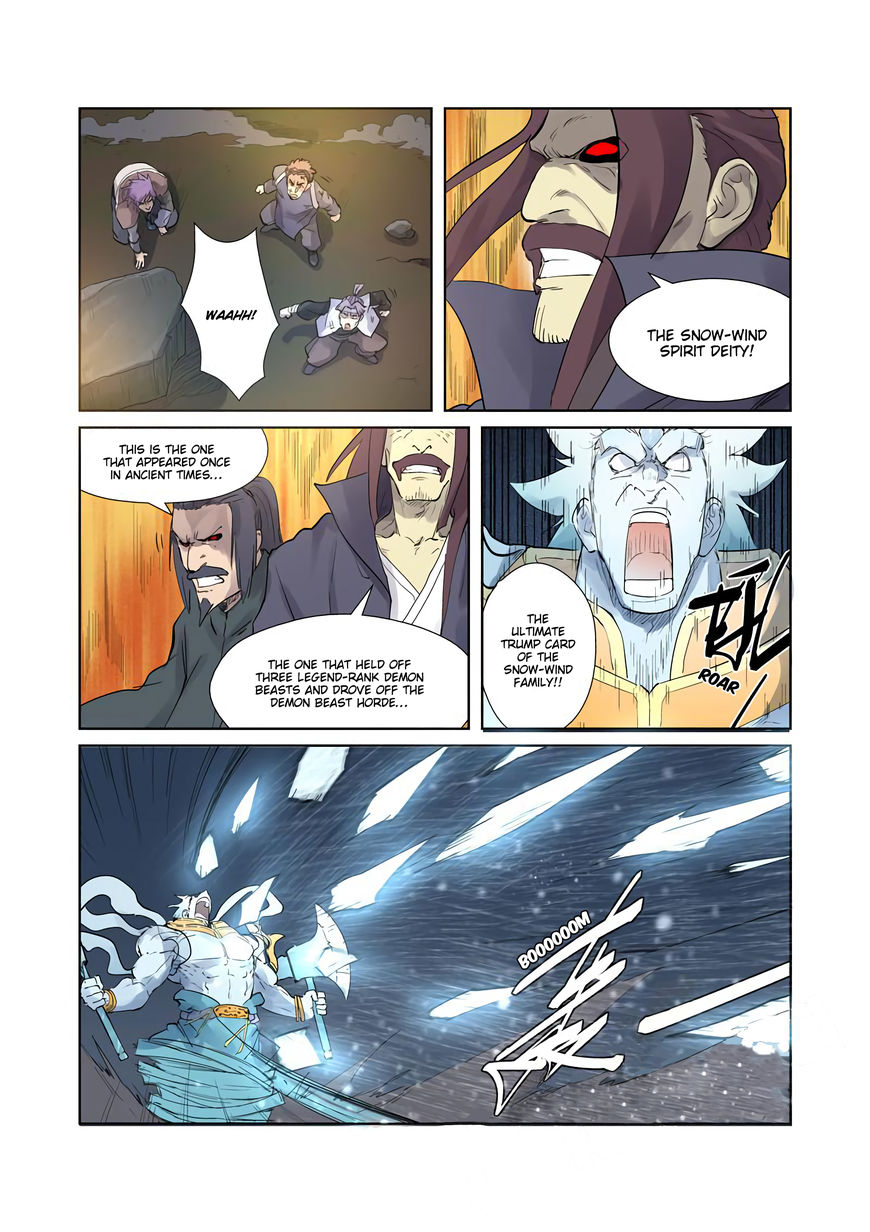 WAAHH!
THE SNOW-WIND
SPIRIT DEITY!
THIS IS THE ONE
THAT APPEARED ONCE
IN ANCIENT TIMES...
THE ONE THAT HELD OFF
THREE LEGEND-RANK DEMON
BEASTS AND DROVE OFF THE
DEMON BEAST HORDE...
THE
ULTIMATE
TRUMP CARD
OF THE
SNOW-WIND
FAMILY!!
ROAR
BOOOOOOM